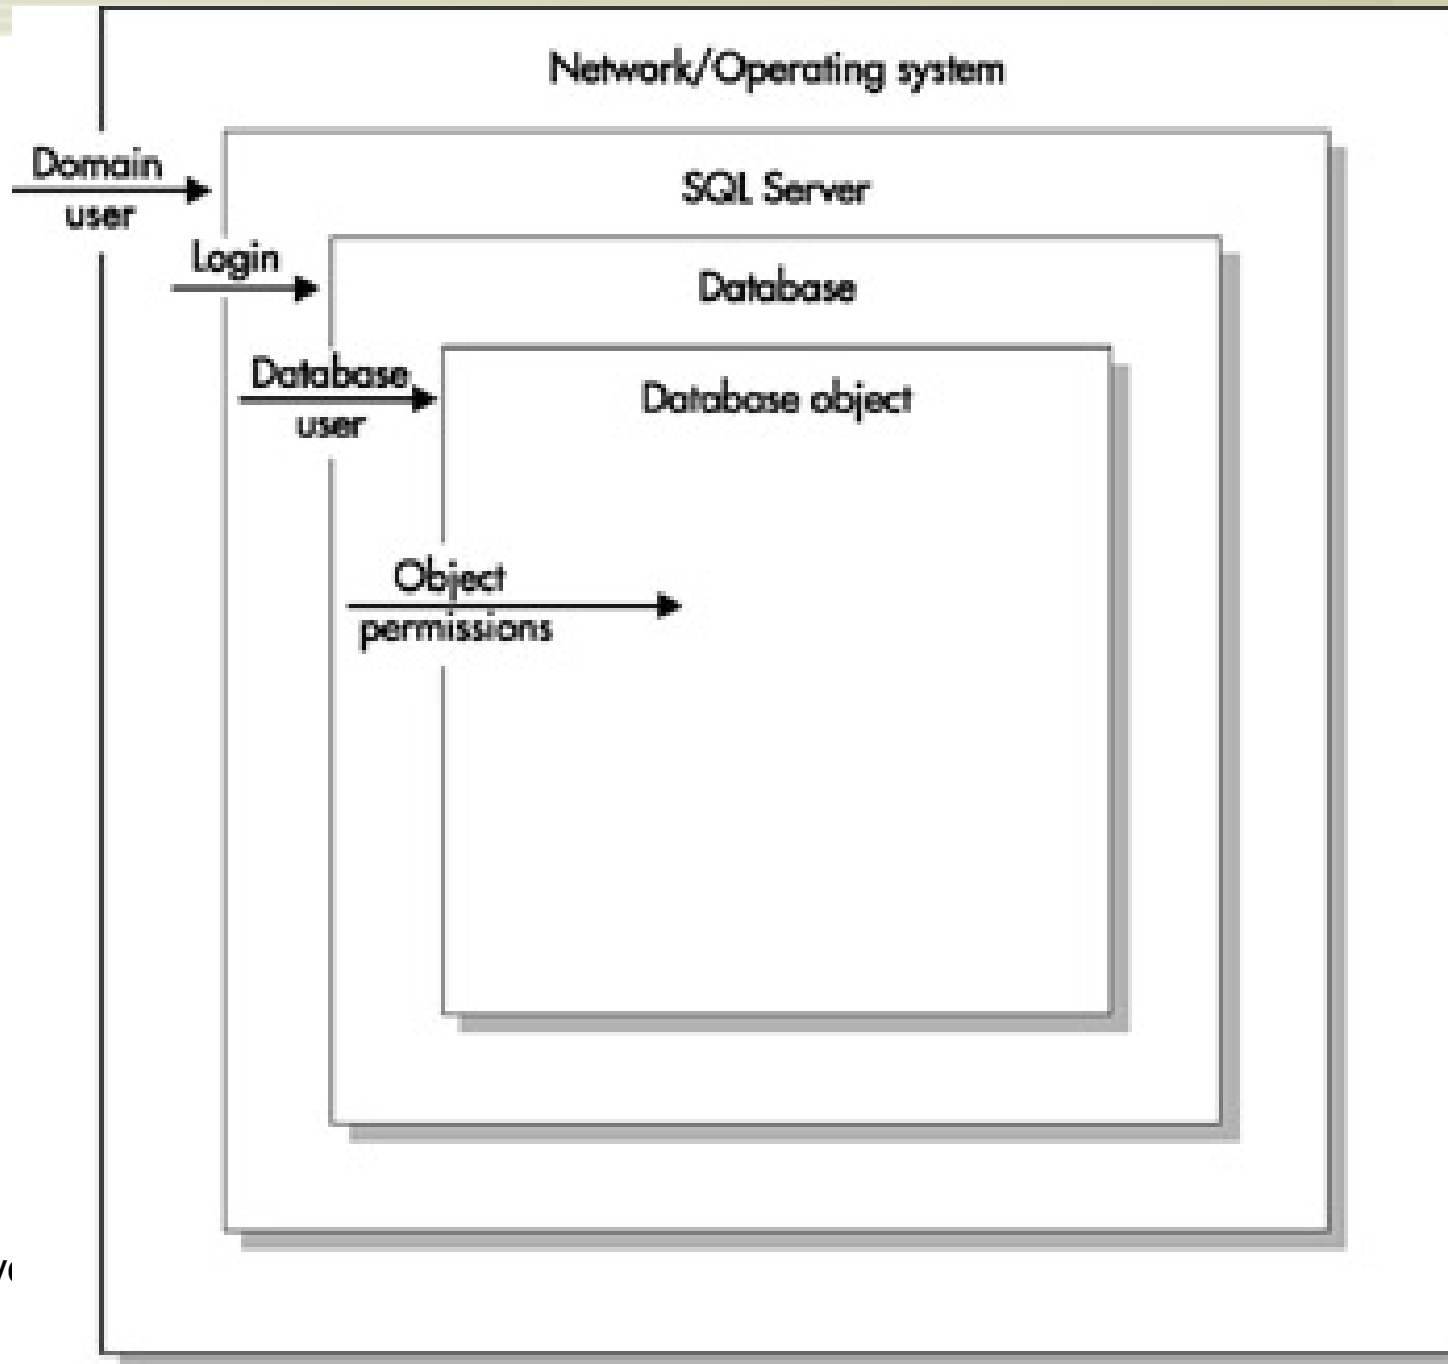 Network/Operating system
Domain
user
SQL Server
Login
Database
Database
user
Database object
Object
permissions